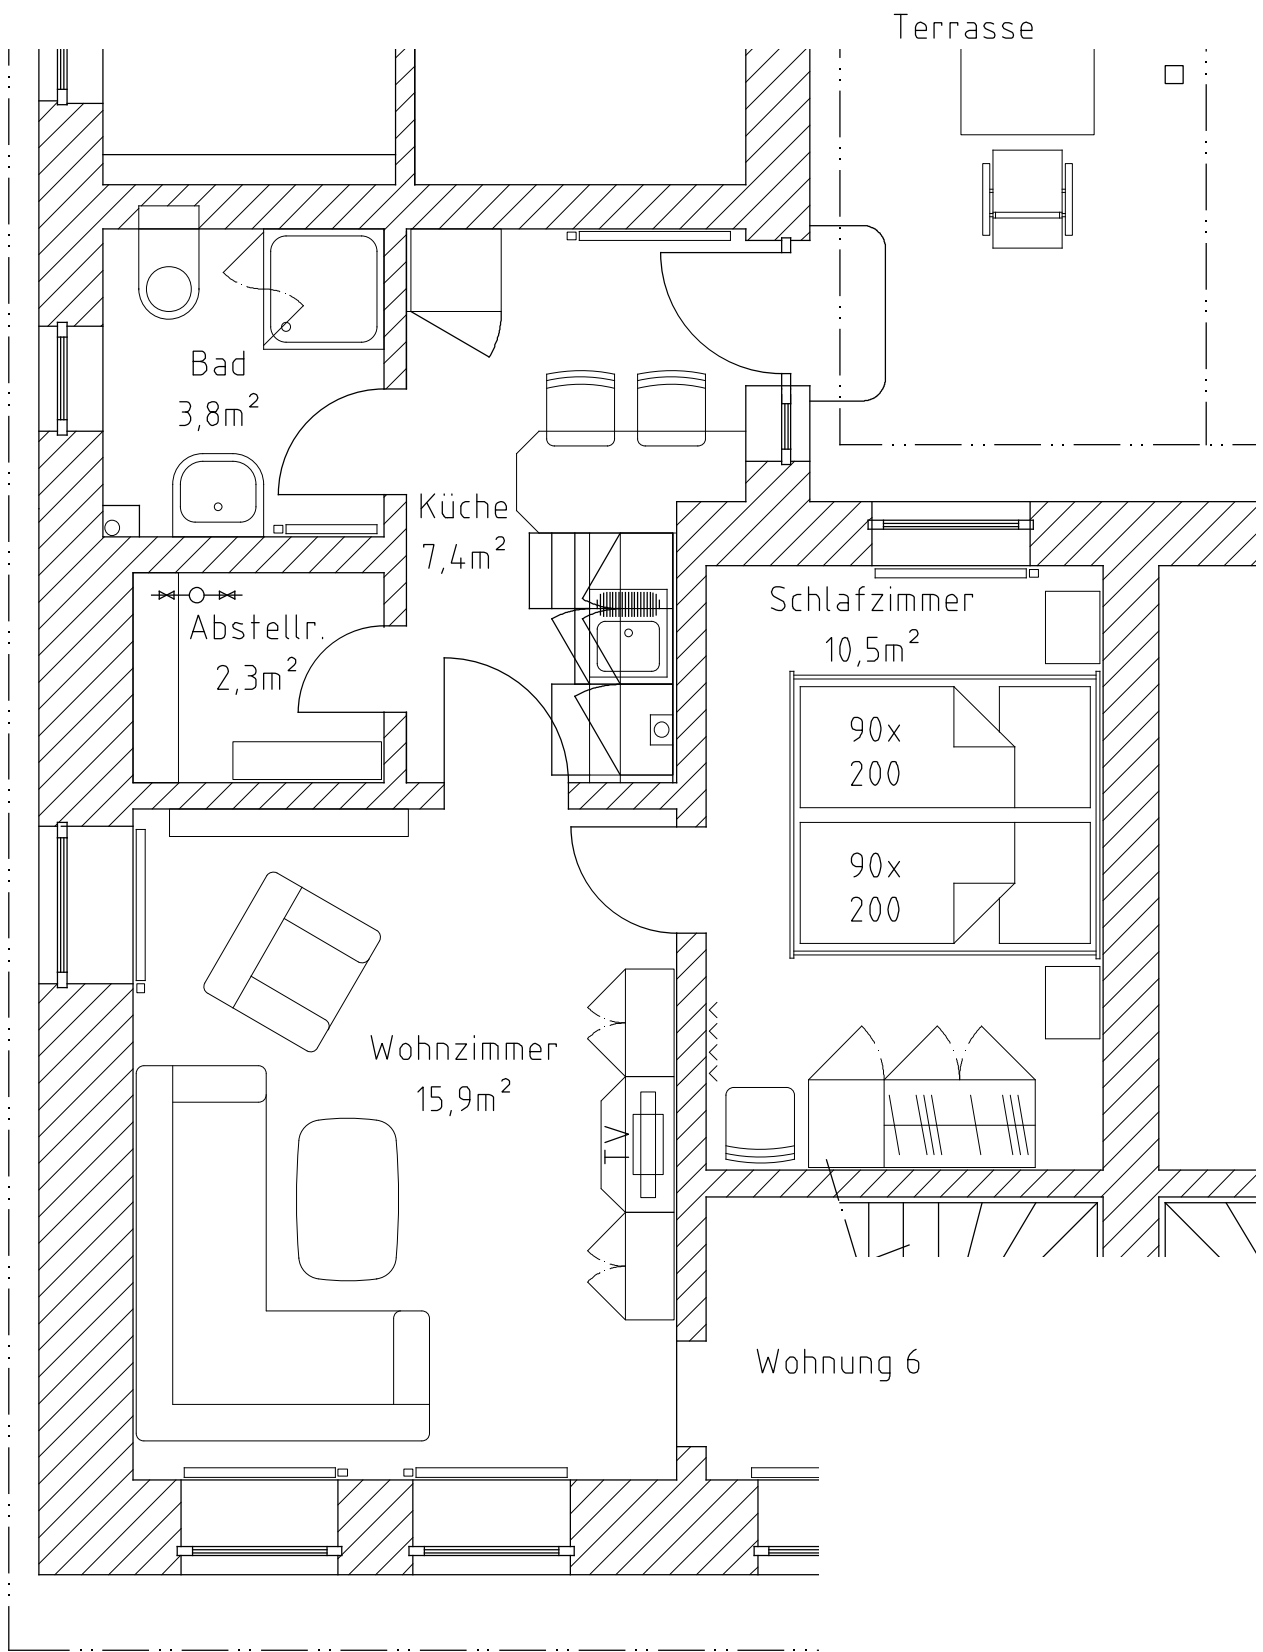 Terrasse
Bad
3,8m²
Küche
7,4m²
Abstellr.
2,3m²
Schlafzimmer
10,5m²
90x
200
90x
200
Wohnzimmer
15,9m²
TV
Wohnung 6